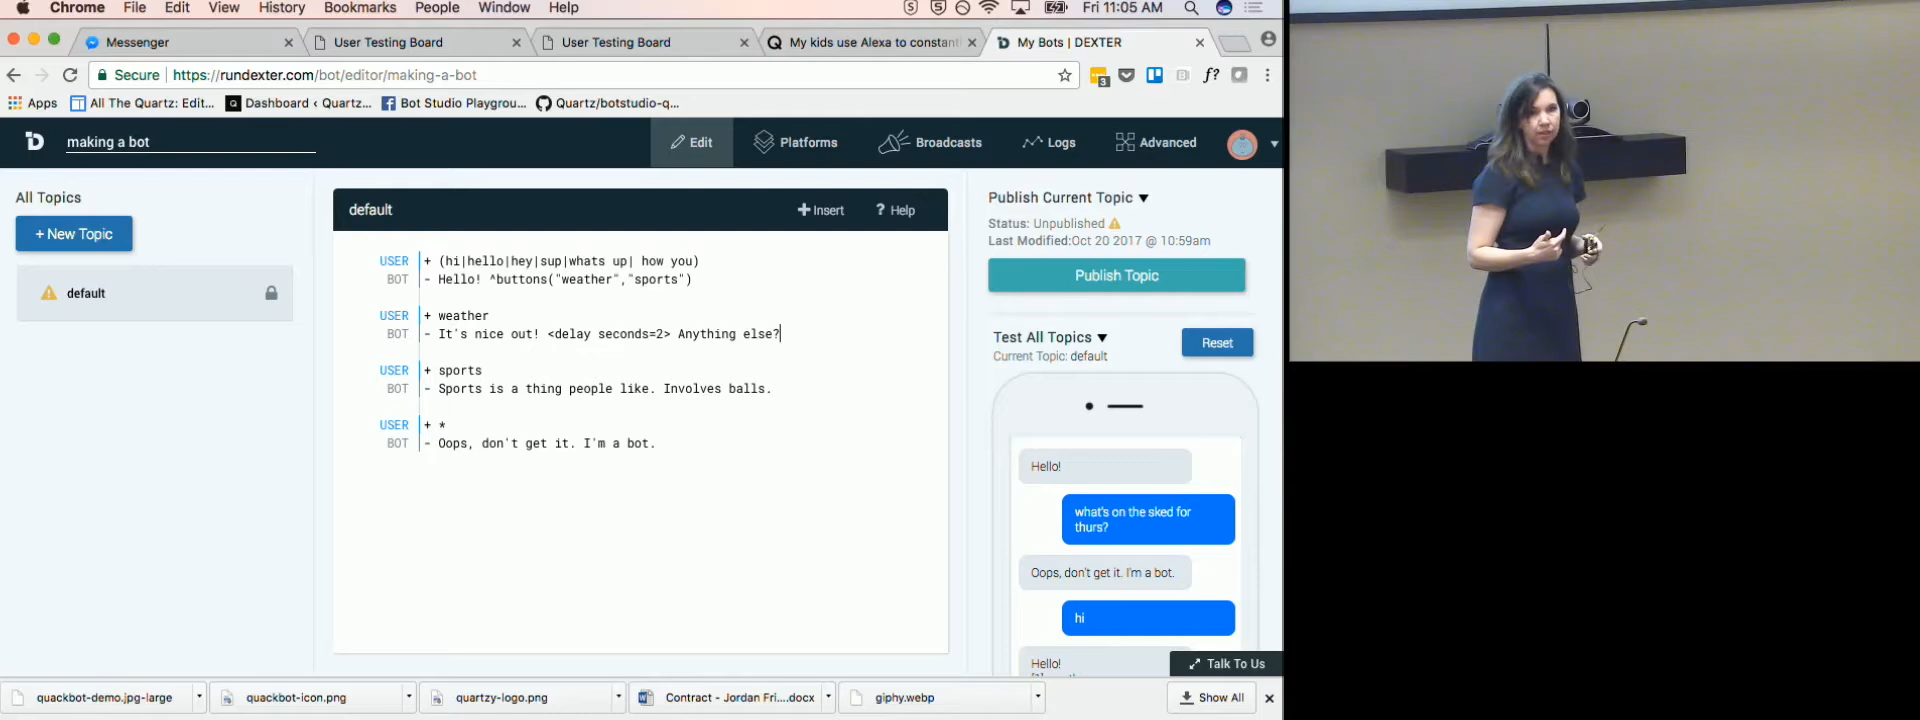 Chrome File Edit View History Bookmarks People Window Help Fri 11:05 AM
Messenger User Testing Board User Testing Board My kids use Alexa to constant My Bots | DEXTER
Secure https://rundexter.com/bot/editor/making-a-bot 3 f?
Apps All The Quartz: Edit... Dashboard ‹ Quartz... Bot Studio Playgrou... Quartz/botstudio-q...
making a bot Edit Platforms Broadcasts Logs Advanced
All Topics
+ New Topic
default
default + Insert ? Help
USER + (hi|hello|hey|sup|whats up| how you)
BOT - Hello! ^buttons("weather","sports")
USER + weather
BOT - It's nice out! <delay seconds=2> Anything else?
USER + sports
BOT - Sports is a thing people like. Involves balls.
USER + *
BOT - Oops, don't get it. I'm a bot.
Publish Current Topic
Status: Unpublished
Last Modified:Oct 20 2017 @ 10:59am
Publish Topic
Test All Topics Reset
Current Topic: default
Hello!
what's on the sked for
thurs?
Oops, don't get it. I'm a bot.
hi
Hello!
Talk To Us
quackbot-demo.jpg-large quackbot-icon.png quartzy-logo.png Contract - Jordan Fri....docx giphy.webp Show All